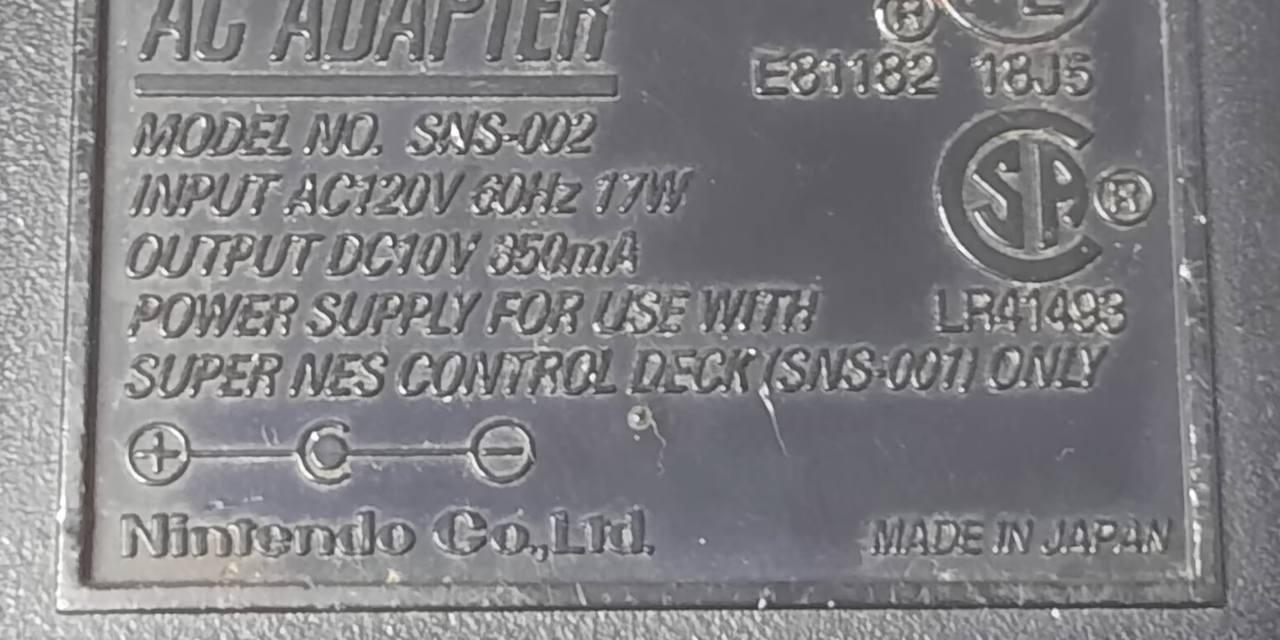 AC ADAPTER
E81182 18J5
MODEL NO. SNS-002
INPUT AC120V 60Hz 17W
OUTPUT DC10V 850mA
POWER SUPPLY FOR USE WITH
SUPER NES CONTROL DECK (SNS-001) ONLY
SA ®
LR41493
Nintendo Co.,Ltd.
MADE IN JAPAN